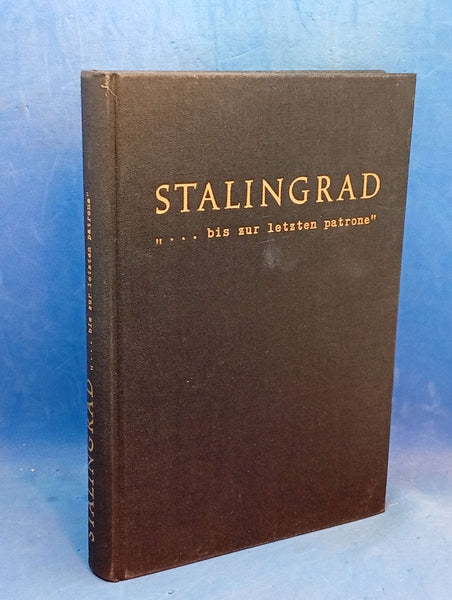 STALINGRAD
"... bis zur letzten patrone"
STALINGRAD "... bis zur letzten patrone"